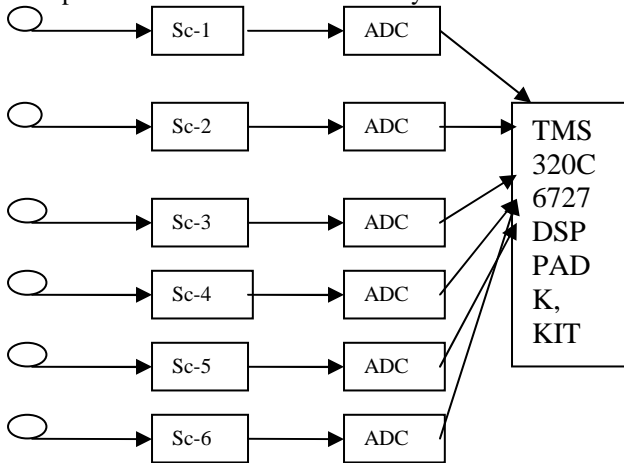 Sc-1
ADC
Sc-2
ADC
Sc-3
ADC
Sc-4
ADC
Sc-5
ADC
Sc-6
ADC
TMS
320C
6727
DSP
PAD
K,
KIT